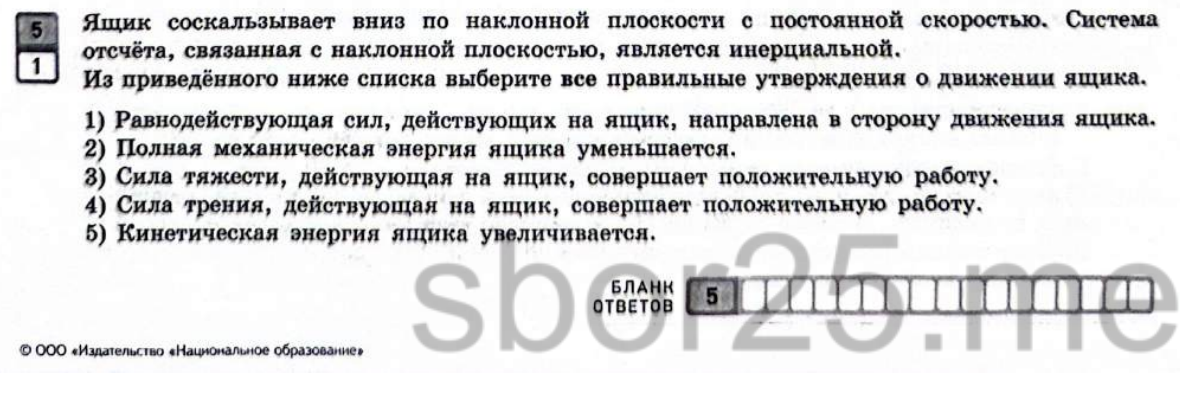 5
1
Ящик соскальзывает вниз по наклонной плоскости с постоянной скоростью. Система
отсчёта, связанная с наклонной плоскостью, является инерциальной.
Из приведённого ниже списка выберите все правильные утверждения о движении ящика.
1) Равнодействующая сил, действующих на ящик, направлена в сторону движения ящика.
2) Полная механическая энергия ящика уменьшается.
3) Сила тяжести, действующая на ящик, совершает положительную работу.
4) Сила трения, действующая на ящик, совершает положительную работу.
5) Кинетическая энергия ящика увеличивается.
БЛАНК
ОТВЕТОВ 5
sbor25.me
© ООО «Издательство «Национальное образование»